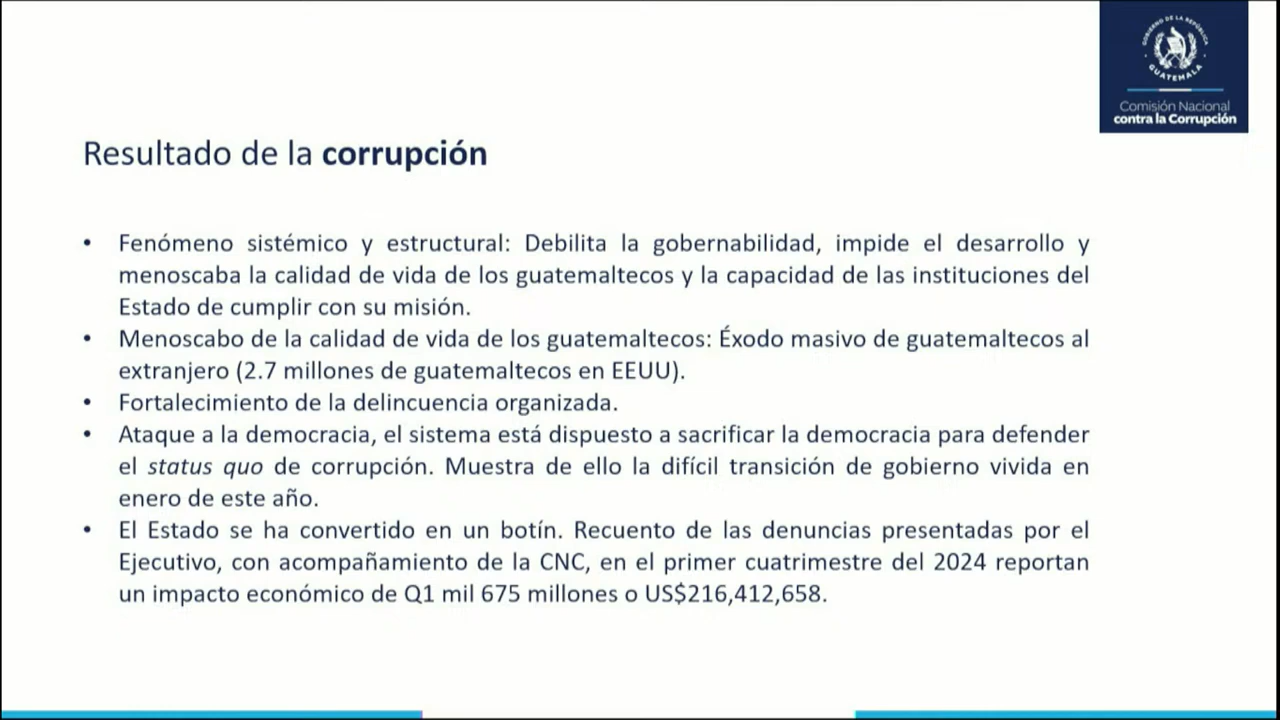 GOBIERNO DE LA REPÚBLICA
GUATEMALA
Comisión Nacional
contra la Corrupción
Resultado de la corrupción
• Fenómeno sistémico y estructural: Debilita la gobernabilidad, impide el desarrollo y
menoscaba la calidad de vida de los guatemaltecos y la capacidad de las instituciones del
Estado de cumplir con su misión.
• Menoscabo de la calidad de vida de los guatemaltecos: Éxodo masivo de guatemaltecos al
extranjero (2.7 millones de guatemaltecos en EEUU).
• Fortalecimiento de la delincuencia organizada.
• Ataque a la democracia, el sistema está dispuesto a sacrificar la democracia para defender
el status quo de corrupción. Muestra de ello la difícil transición de gobierno vivida en
enero de este año.
• El Estado se ha convertido en un botín. Recuento de las denuncias presentadas por el
Ejecutivo, con acompañamiento de la CNC, en el primer cuatrimestre del 2024 reportan
un impacto económico de Q1 mil 675 millones o US$216,412,658.